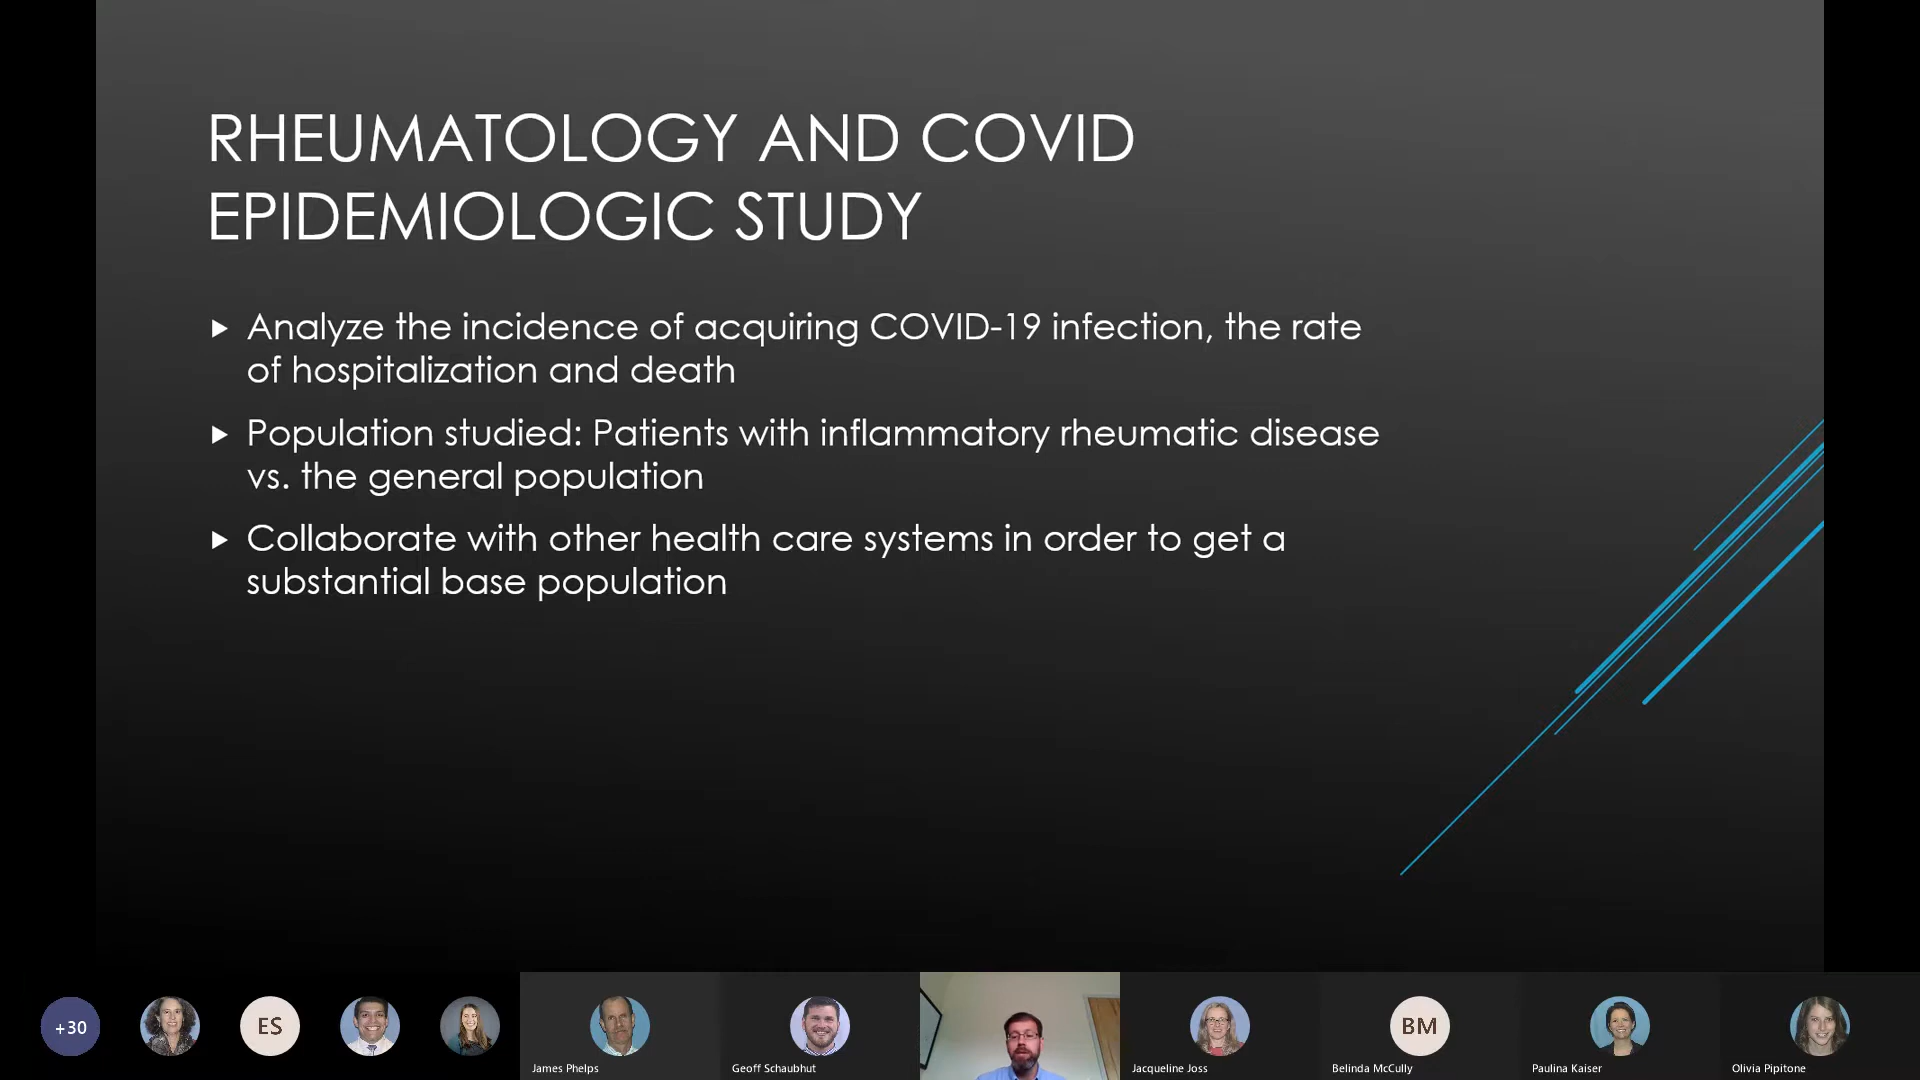 RHEUMATOLOGY AND COVID
EPIDEMIOLOGIC STUDY
Analyze the incidence of acquiring COVID-19 infection, the rate
of hospitalization and death
Population studied: Patients with inflammatory rheumatic disease
vs. the general population
Collaborate with other health care systems in order to get a
substantial base population
+30
ES
BM
James Phelps
Geoff Schaubhut
Jacqueline Joss
Belinda McCully
Paulina Kaiser
Olivia Pipitone